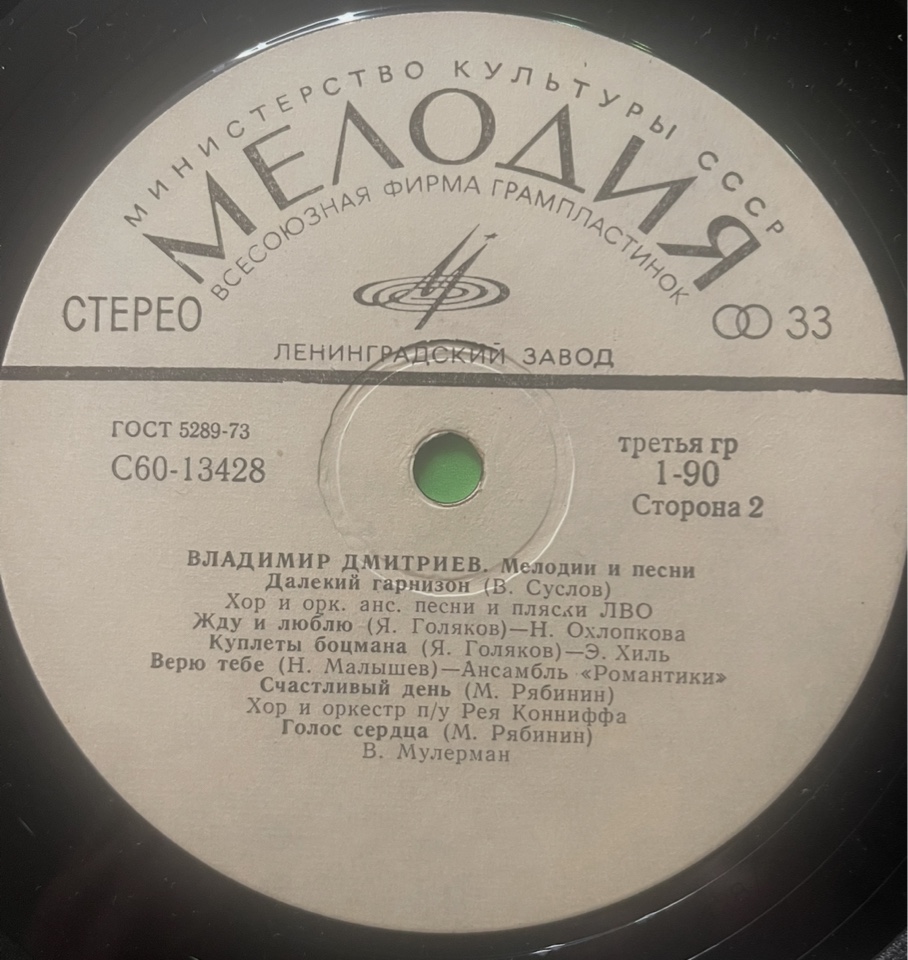 МИНИСТЕРСТВО КУЛЬТУРЫ СССР
МЕЛОДИЯ
ВСЕСОЮЗНАЯ ФИРМА ГРАМПЛАСТИНОК
СТЕРЕО
33
ЛЕНИНГРАДСКИЙ ЗАВОД
ГОСТ 5289-73
С60-13428
третья гр
1-90
Сторона 2
ВЛАДИМИР ДМИТРИЕВ. Мелодии и песни
Далекий гарнизон (В. Суслов)
Хор и орк. анс. песни и пляски ЛВО
Жду и люблю (Я. Голяков)—Н. Охлопкова
Куплеты боцмана (Я. Голяков)—Э. Хиль
Верю тебе (Н. Малышев)—Ансамбль «Романтики»
Счастливый день (М. Рябинин)
Хор и оркестр п/у Рея Конниффа
Голос сердца (М. Рябинин)
В. Мулерман